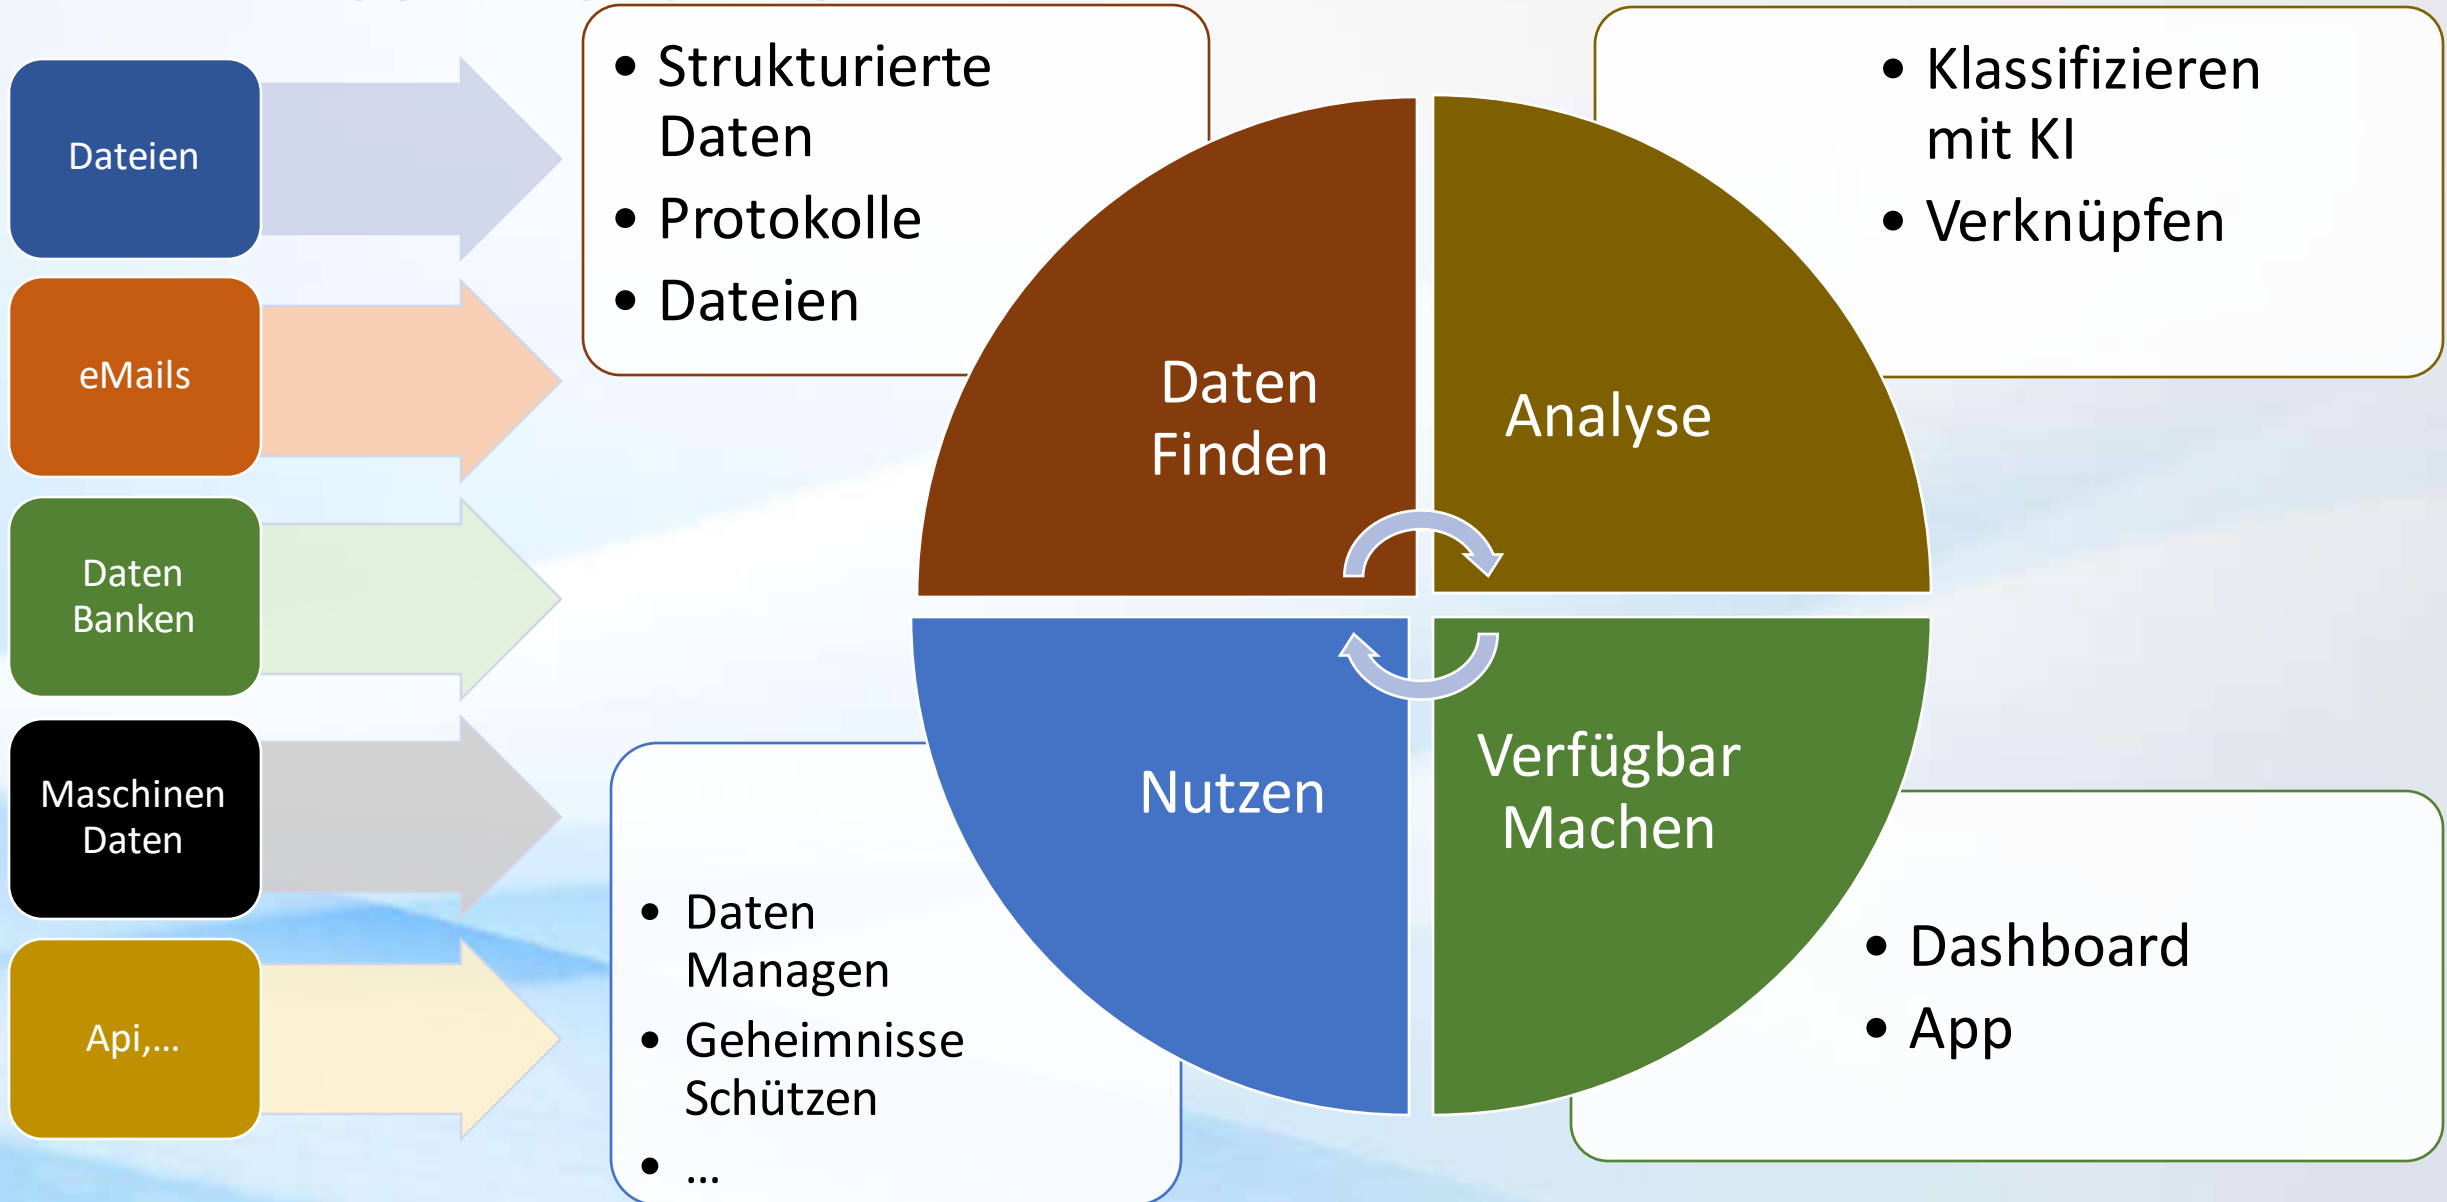 Dateien
eMails
Daten
Banken
Maschinen
Daten
Api,...
• Strukturierte
Daten
• Protokolle
• Dateien
• Klassifizieren
mit KI
• Verknüpfen
Daten
Finden
Analyse
Nutzen
Verfügbar
Machen
• Daten
Managen
• Geheimnisse
Schützen
• ...
• Dashboard
• App